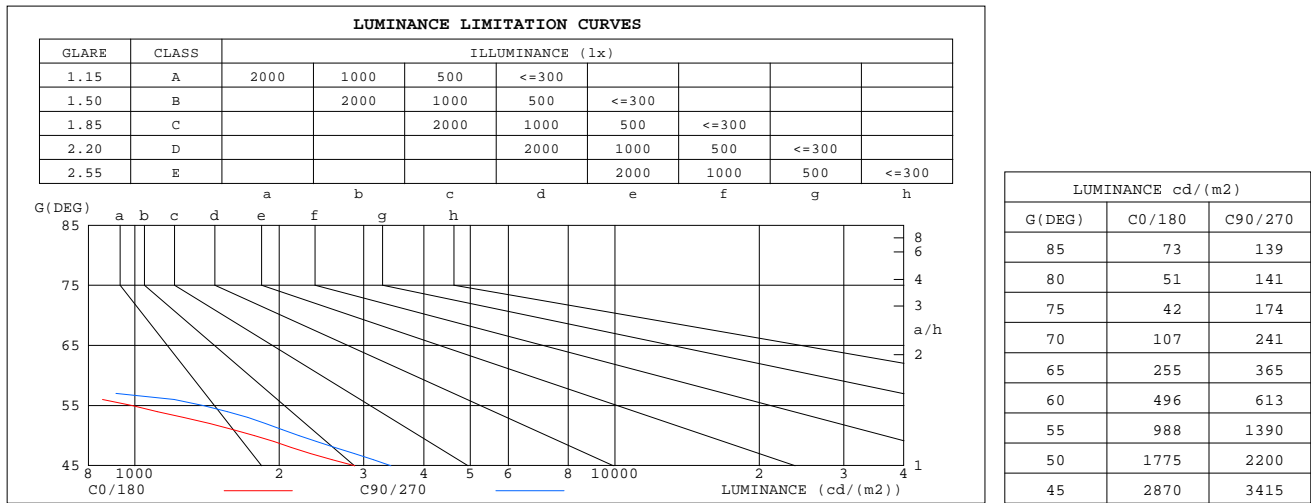 LUMINANCE LIMITATION CURVES
GLARE CLASS ILLUMINANCE (lx)
1.15 A 2000 1000 500 <=300
1.50 B 2000 1000 500 <=300
1.85 C 2000 1000 500 <=300
2.20 D 2000 1000 500 <=300
2.55 E 2000 1000 500 <=300
a b c d e f g h
G(DEG)
a b c d e f g h
85
75
65
55
45
8
6
4
3
a/h
2
1
8 1000 2 3 4 5 6 8 10000 2 3 4
C0/180 C90/270 LUMINANCE (cd/(m2))
LUMINANCE cd/(m2)
G(DEG) C0/180 C90/270
85 73 139
80 51 141
75 42 174
70 107 241
65 255 365
60 496 613
55 988 1390
50 1775 2200
45 2870 3415